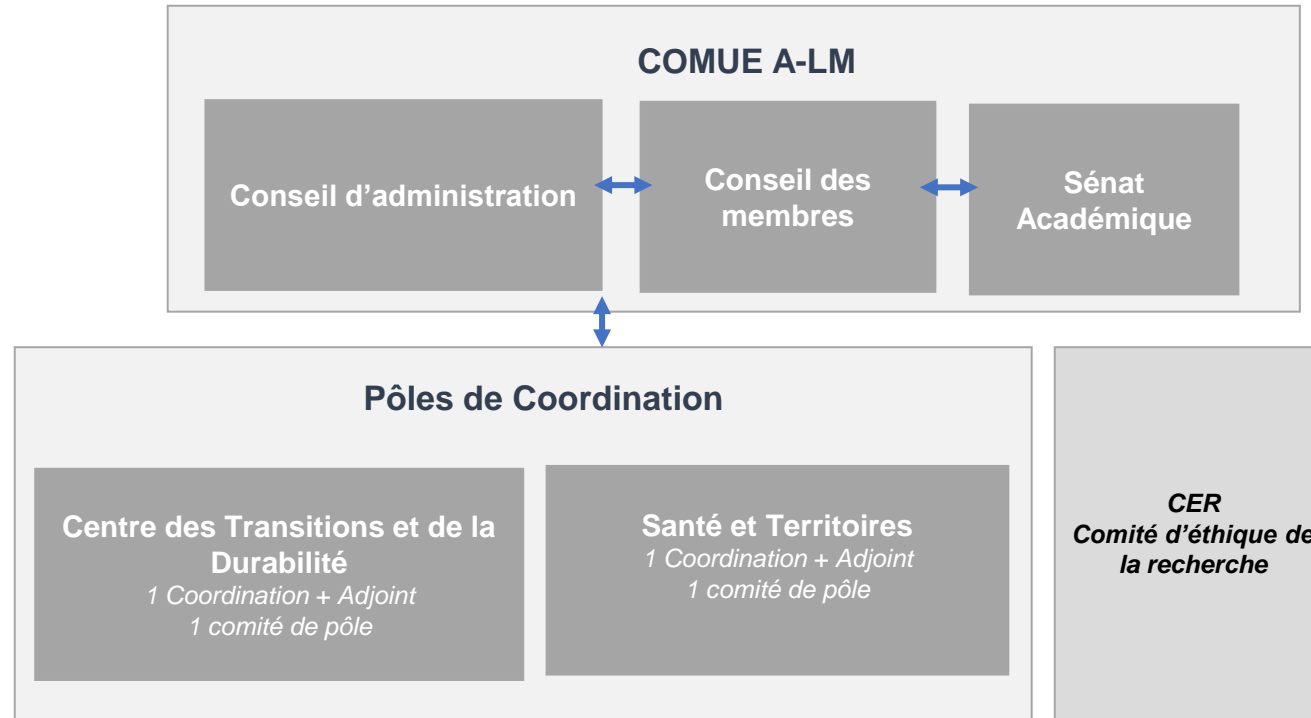 COMUE A-LM
Conseil d’administration
Conseil des
membres
Sénat
Académique
Pôles de Coordination
Centre des Transitions et de la
Durabilité
1 Coordination + Adjoint
1 comité de pôle
Santé et Territoires
1 Coordination + Adjoint
1 comité de pôle
CER
Comité d’éthique de
la recherche